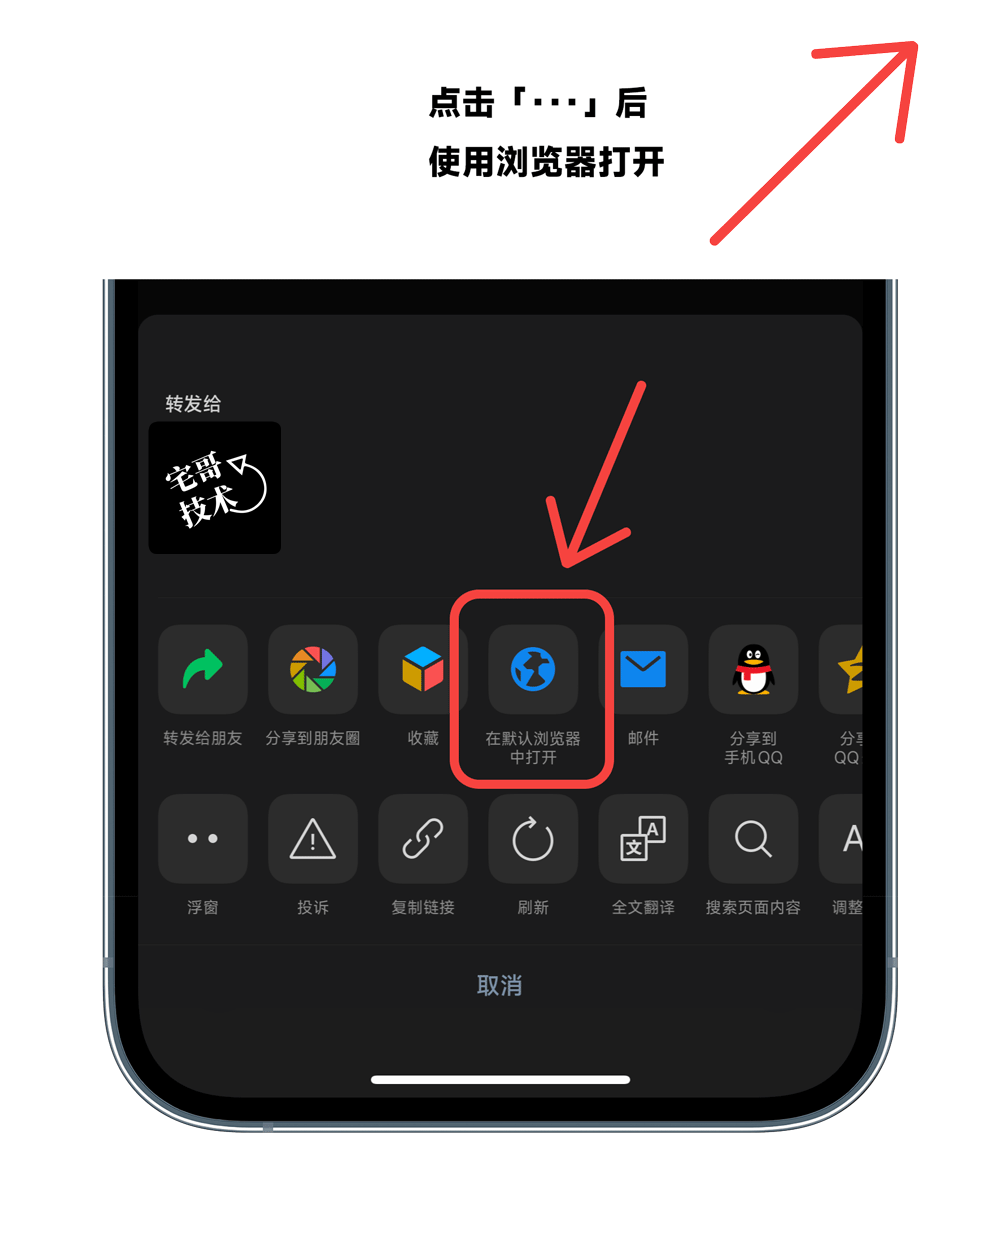 点击「···」后
使用浏览器打开
转发给
宅哥
技术
转发给朋友
分享到朋友圈
收藏
在默认浏览器
中打开
邮件
分享到
手机QQ
分享
QQ
浮窗
投诉
复制链接
刷新
文 A
全文翻译
搜索页面内容
A
调整
取消